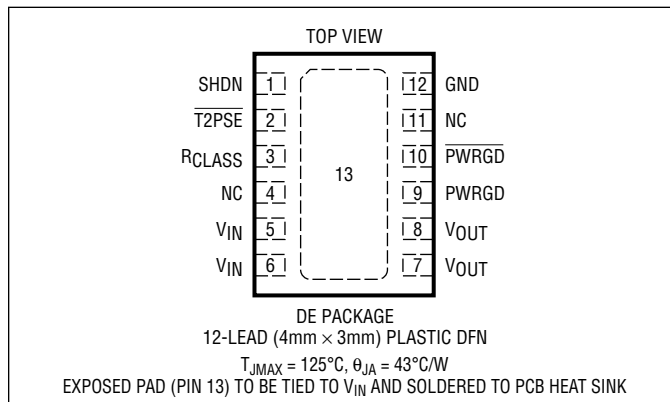 TOP VIEW
SHDN 1 12 GND
T2PSE 2 11 NC
RCLASS 3 10 PWRGD
13
NC 4 9 PWRGD
VIN 5 8 VOUT
VIN 6 7 VOUT
DE PACKAGE
12-LEAD (4mm × 3mm) PLASTIC DFN
TJMAX = 125°C, θJA = 43°C/W
EXPOSED PAD (PIN 13) TO BE TIED TO VIN AND SOLDERED TO PCB HEAT SINK